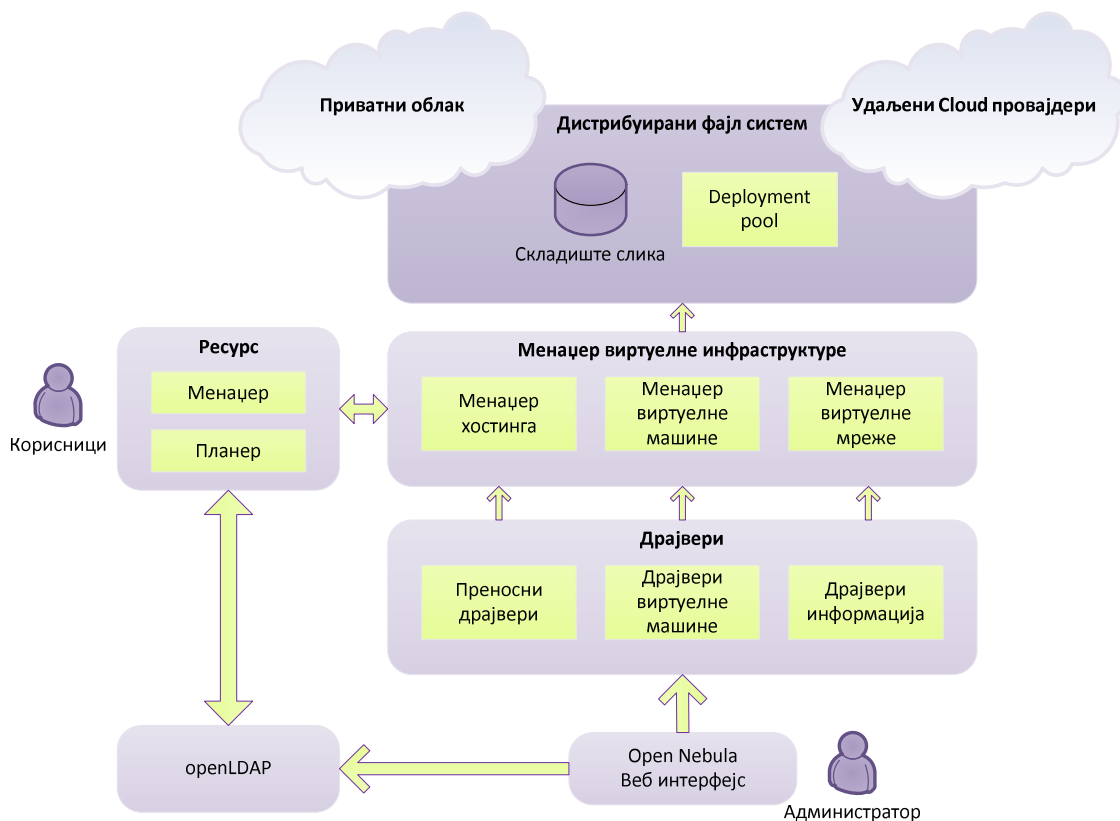 Приватни облак
Удаљени Cloud провајдери
Дистрибуирани фајл систем
Deployment
pool
Складиште слика
Ресурс
Менаџер
Планер
Корисници
Менаџер виртуелне инфраструктуре
Менаџер
хостинга
Менаџер
виртуелне
машине
Менаџер
виртуелне
мреже
Драјвери
Преносни
драјвери
Драјвери
виртуелне
машине
Драјвери
информација
openLDAP
Open Nebula
Веб интерфејс
Администратор